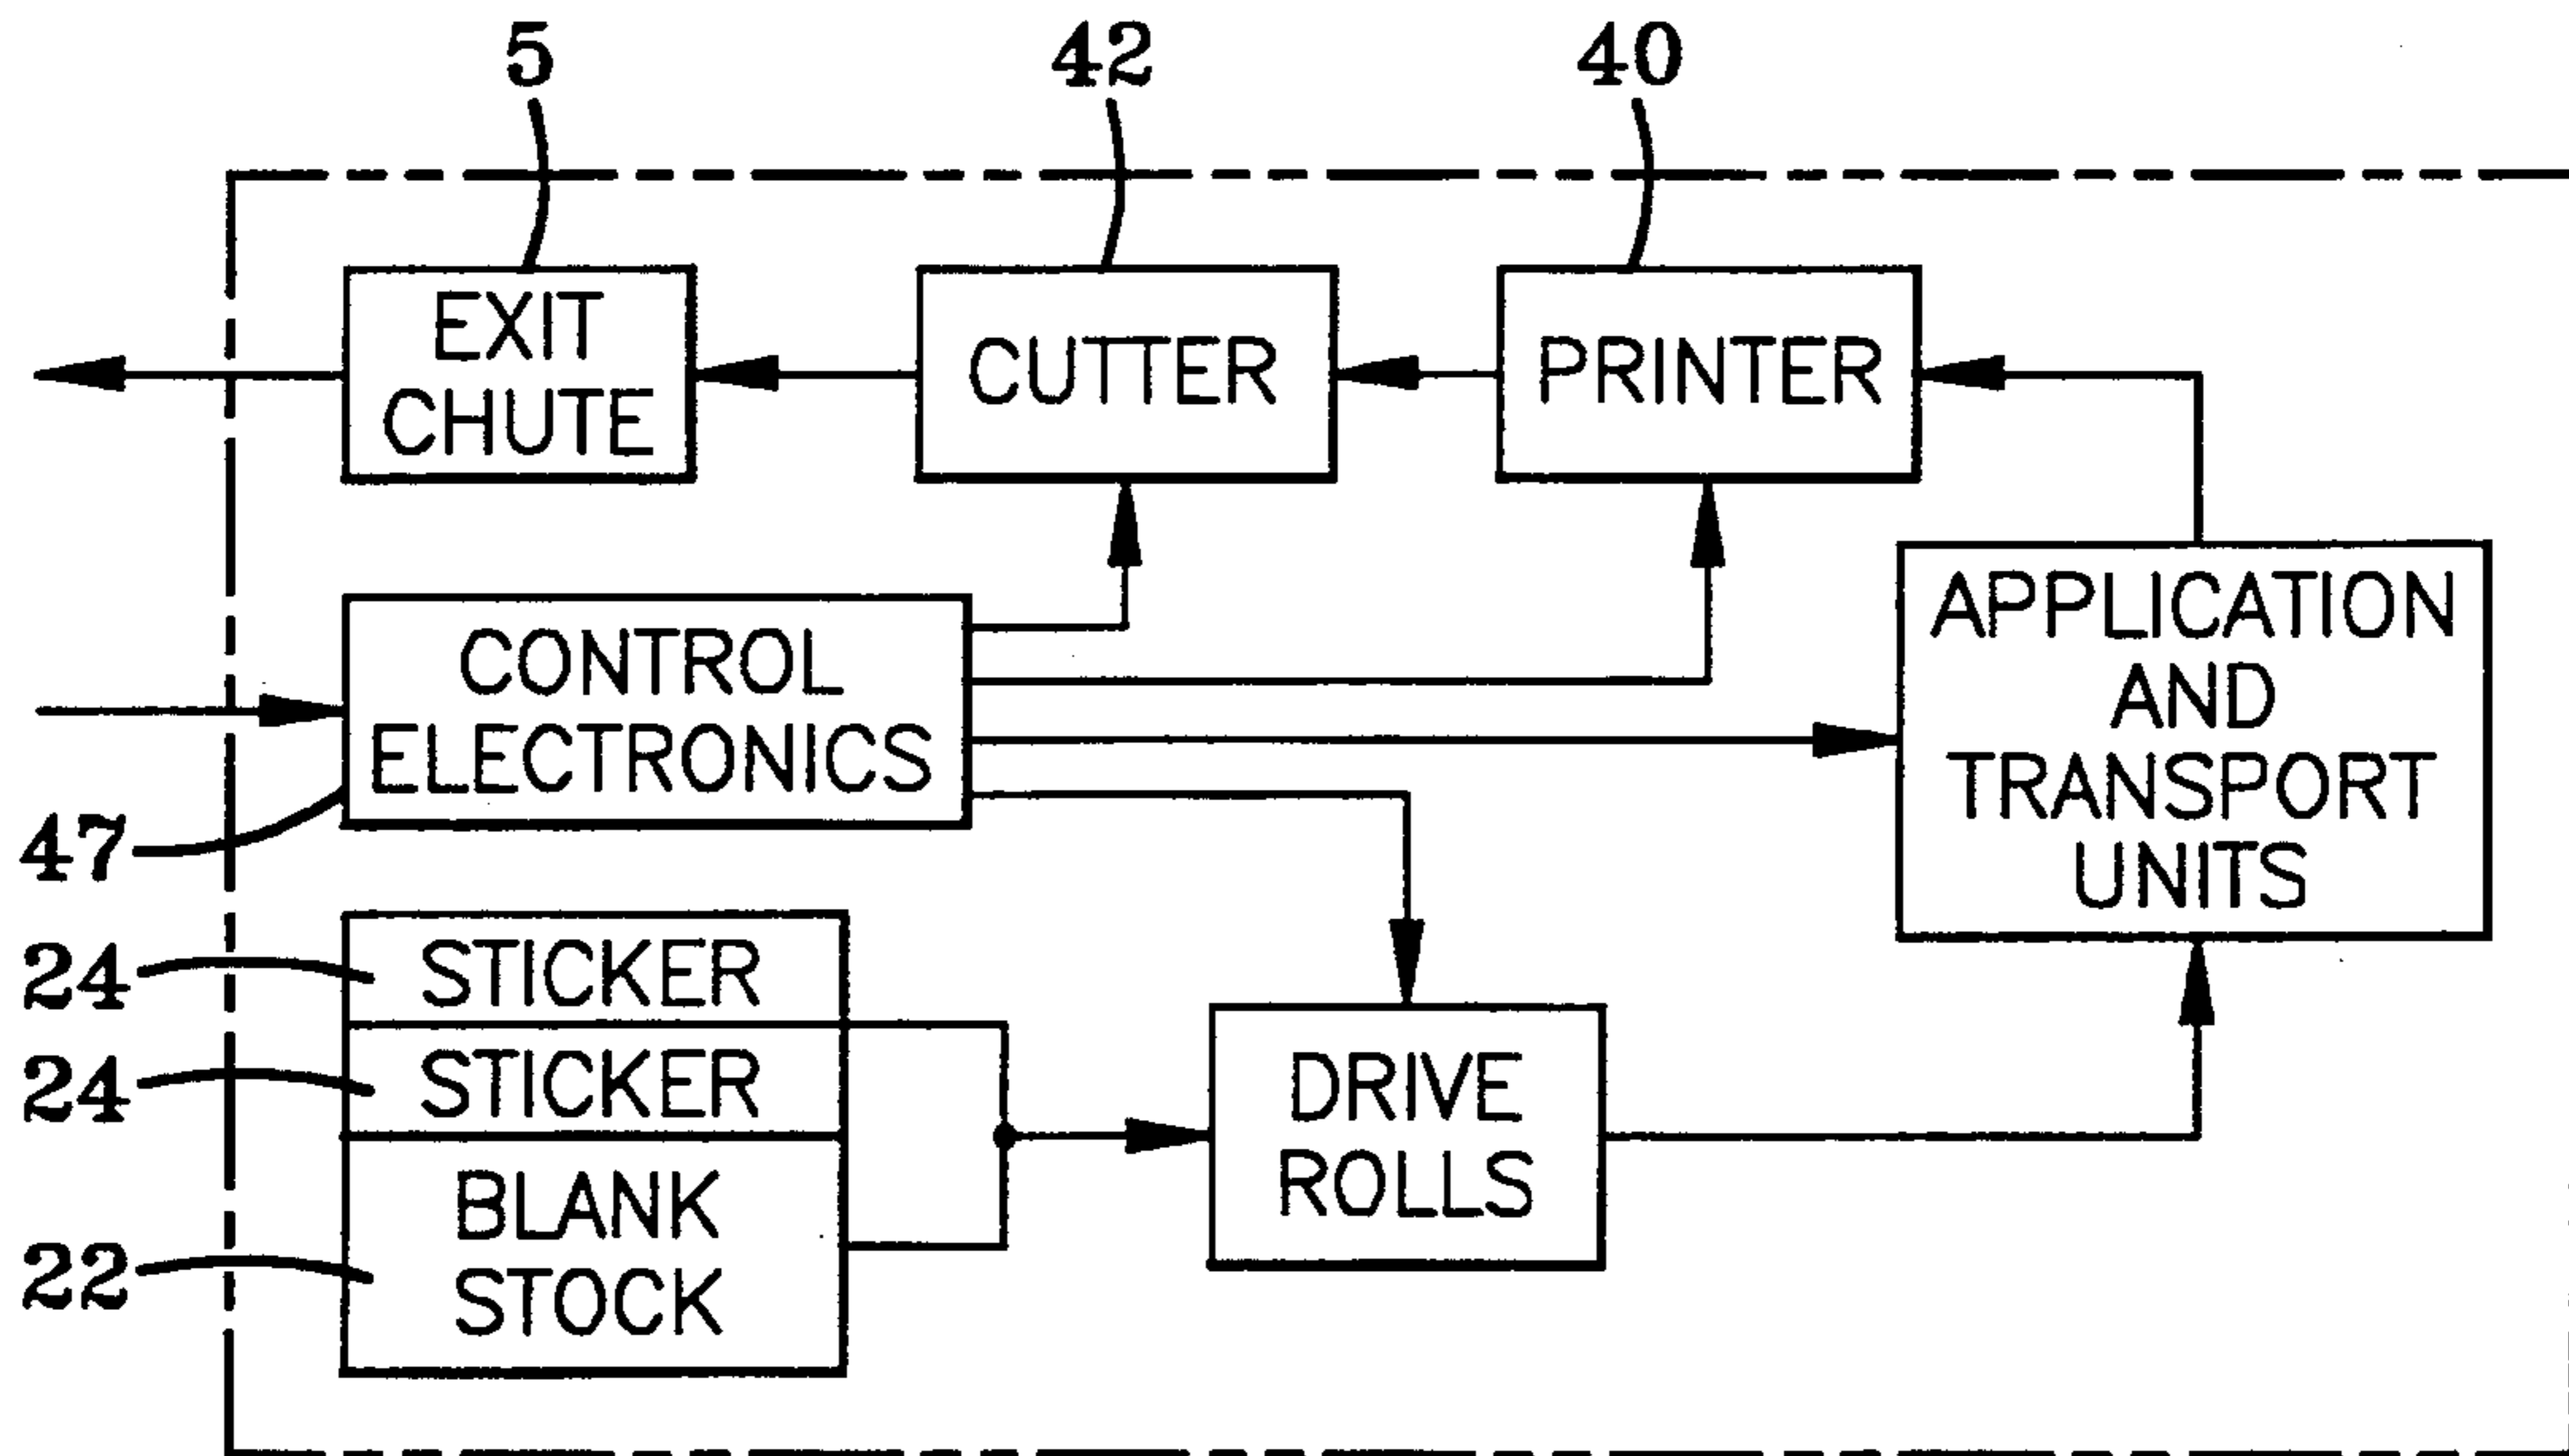 5
42
40
EXIT
CHUTE
CUTTER
PRINTER
CONTROL
ELECTRONICS
APPLICATION
AND
TRANSPORT
UNITS
47
24
STICKER
24
STICKER
22
BLANK
STOCK
DRIVE
ROLLS